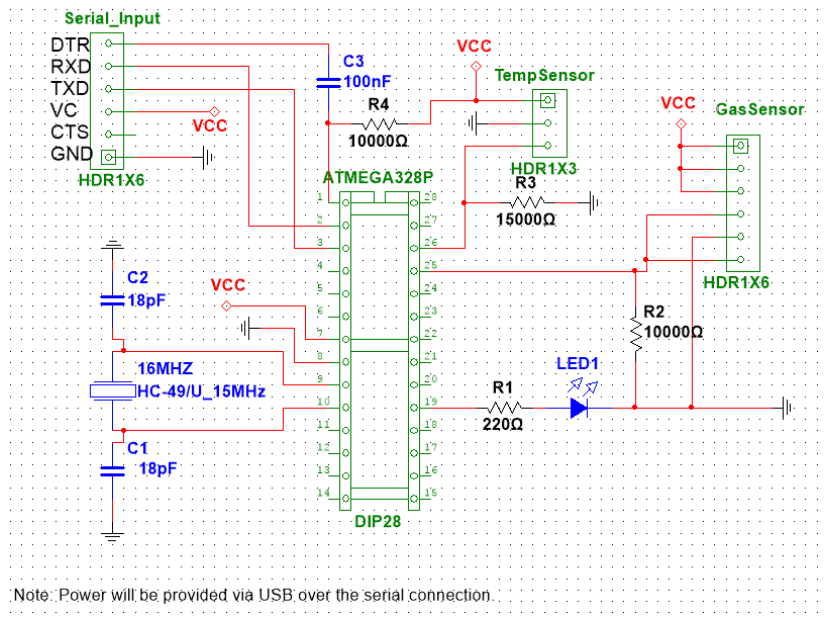 Serial_Input
DTR
RXD
TXD
VC
CTS
GND
HDR1X6
VCC
C3
100nF
R4
10000Ω
VCC
TempSensor
HDR1X3
R3
15000Ω
VCC
GasSensor
HDR1X6
ATMEGA328P
1 28
2 27
3 26
4 25
5 24
6 23
7 22
8 21
9 20
10 19
11 18
12 17
13 16
14 15
DIP28
C2
18pF
VCC
16MHZ
HC-49/U_15MHz
C1
18pF
R2
10000Ω
LED1
R1
220Ω
Note: Power will be provided via USB over the serial connection.